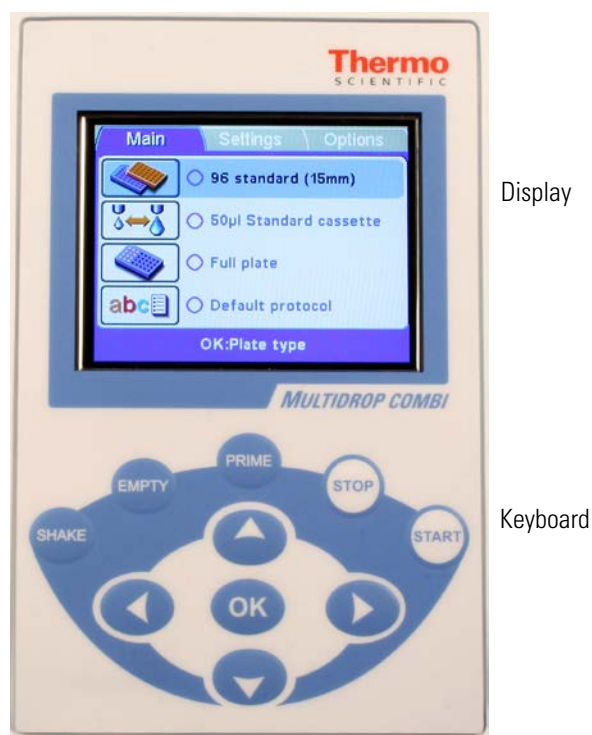 Thermo
SCIENTIFIC
Main Settings Options
96 standard (15mm)
50µl Standard cassette
Full plate
abc Default protocol
OK:Plate type
MULTIDROP COMBI
Display
PRIME
EMPTY STOP
SHAKE START
OK
Keyboard